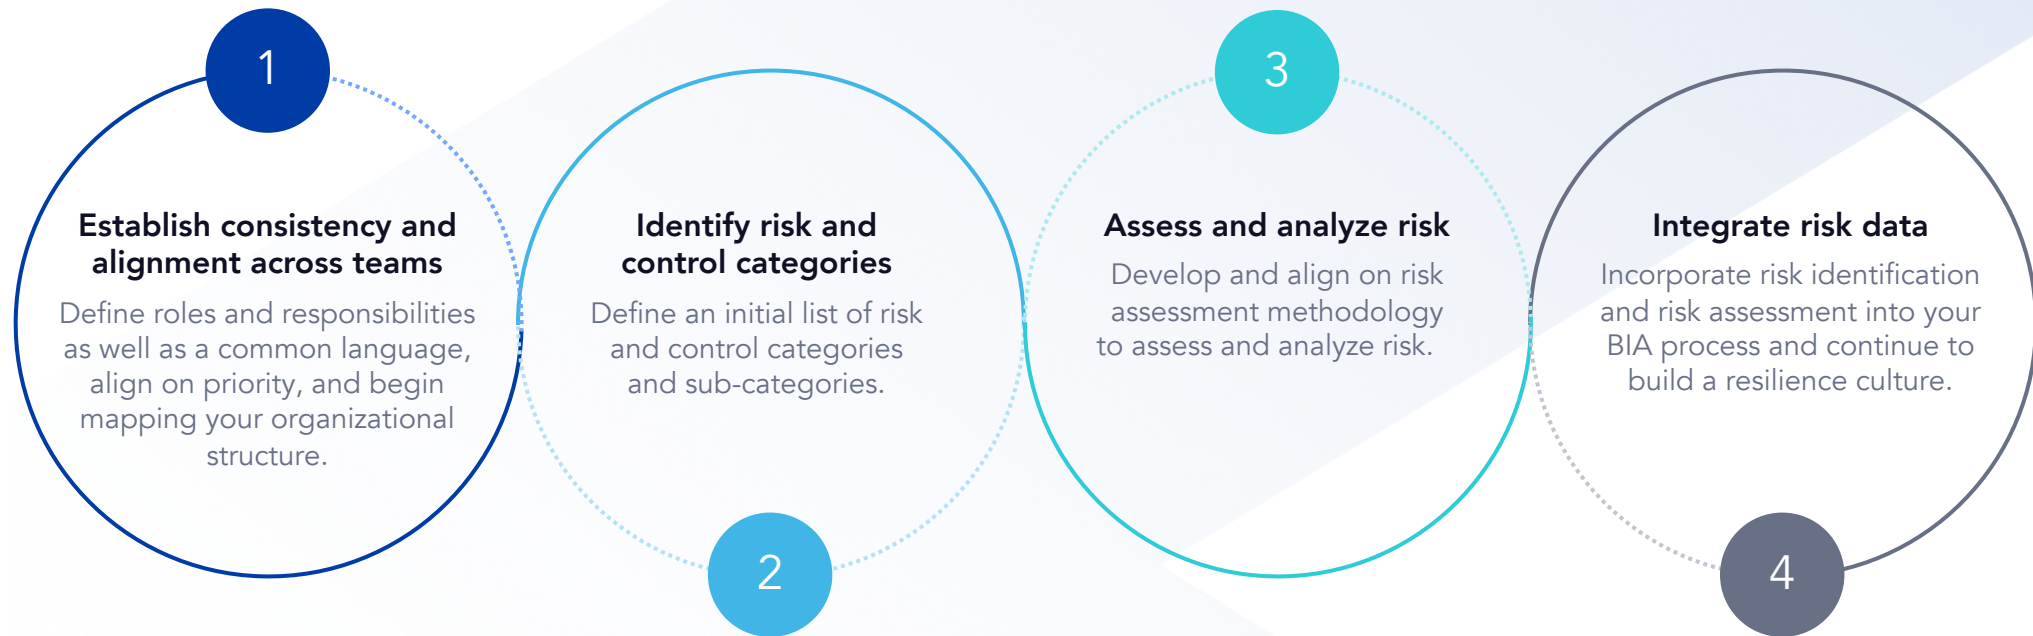 1
Establish consistency and
alignment across teams
Define roles and responsibilities
as well as a common language,
align on priority, and begin
mapping your organizational
structure.
2
Identify risk and
control categories
Define an initial list of risk
and control categories
and sub-categories.
3
Assess and analyze risk
Develop and align on risk
assessment methodology
to assess and analyze risk.
4
Integrate risk data
Incorporate risk identification
and risk assessment into your
BIA process and continue to
build a resilience culture.